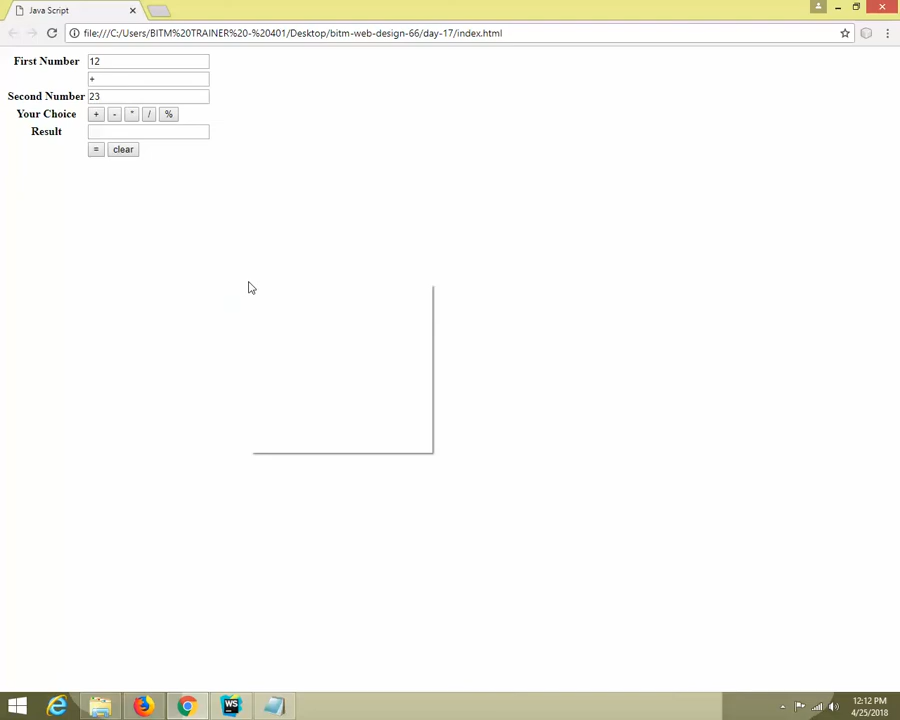 Java Script
file:///C:/Users/BITM%20TRAINER%20-%20401/Desktop/bitm-web-design-66/day-17/index.html
First Number 12
+
Second Number 23
Your Choice + - * / %
Result
= clear
WS
12:12 PM
4/25/2018